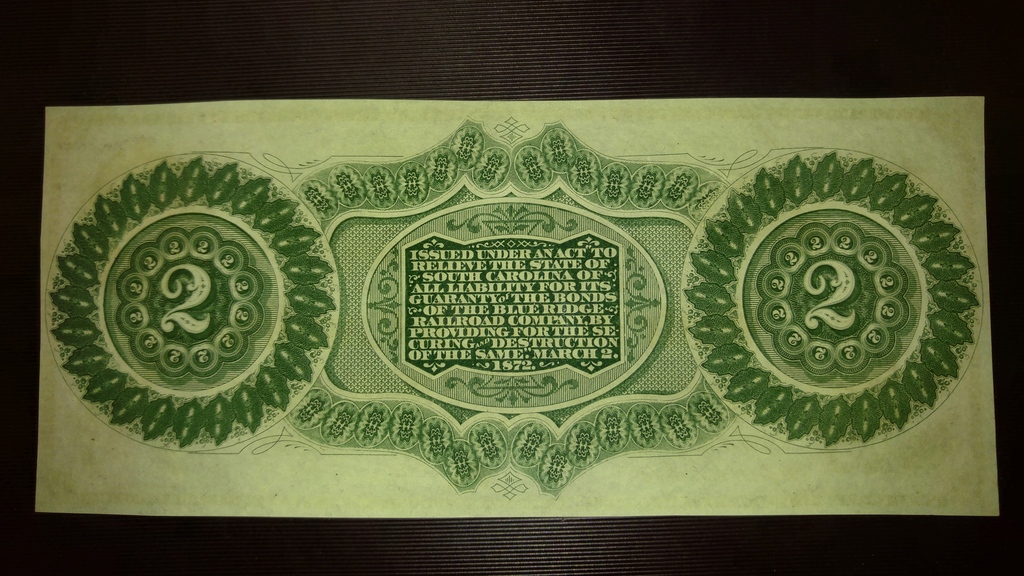 2
ISSUED UNDER AN ACT TO
RELIEVE THE STATE OF
SOUTH CAROLINA OF
ALL LIABILITY FOR ITS
GUARANTY OF THE BONDS
OF THE BLUE RIDGE
RAILROAD COMPANY BY
PROVIDING FOR THE SE
CURING AND DESTRUCTION
OF THE SAME. MARCH 2.
1872.
2